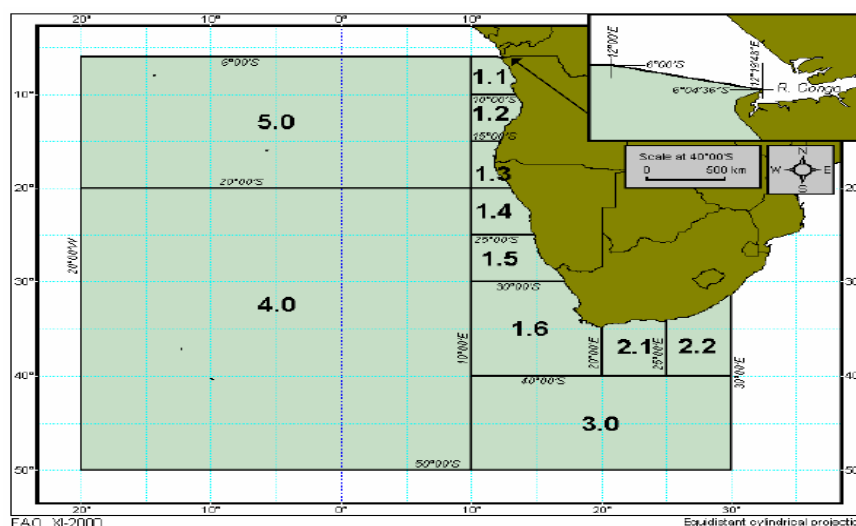 20° 10° 0° 10° 20°
12°00'E
12°19'48"E
6°00'S
R. Congo
6°04'36"S
6°00'S
10° 1.1
10°00'S
1.2
5.0
15°00'S
Scale at 40°00'S
0 500 km
N
W E
S
1.3
20° 20°00'S 20°
1.4
20°00'W
25°00'S
1.5
30° 30°00'S 30°
4.0
1.6
10°00'E
20°00'E
2.1
25°00'E
2.2
30°00'E
40° 40°00'S 40
3.0
50° 50°00'S 50°
20° 10° 0° 10° 20° 30°
FAO, XI-2000 Equidistant cylindrical projectio